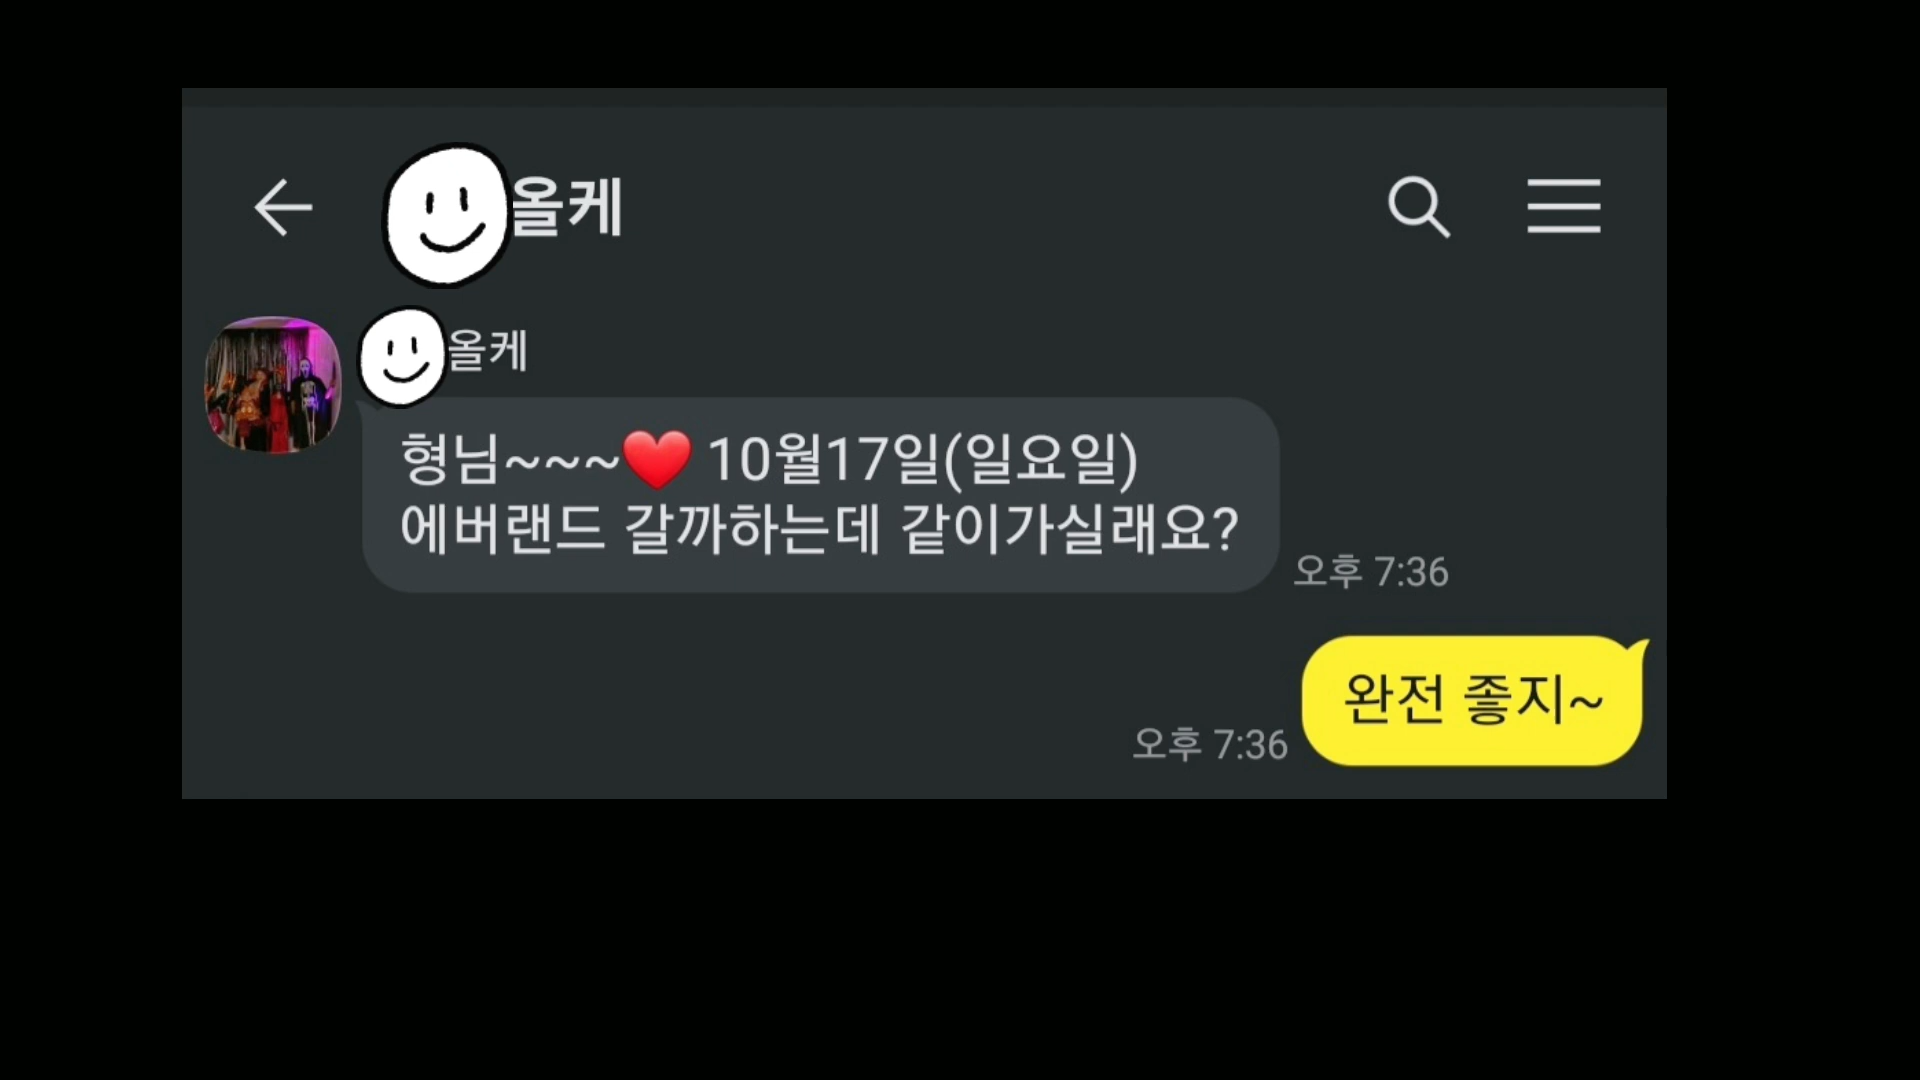 올케
올케
형님~~~❤️ 10월17일(일요일)
에버랜드 갈까하는데 같이가실래요?
오후 7:36
완전 좋지~
오후 7:36